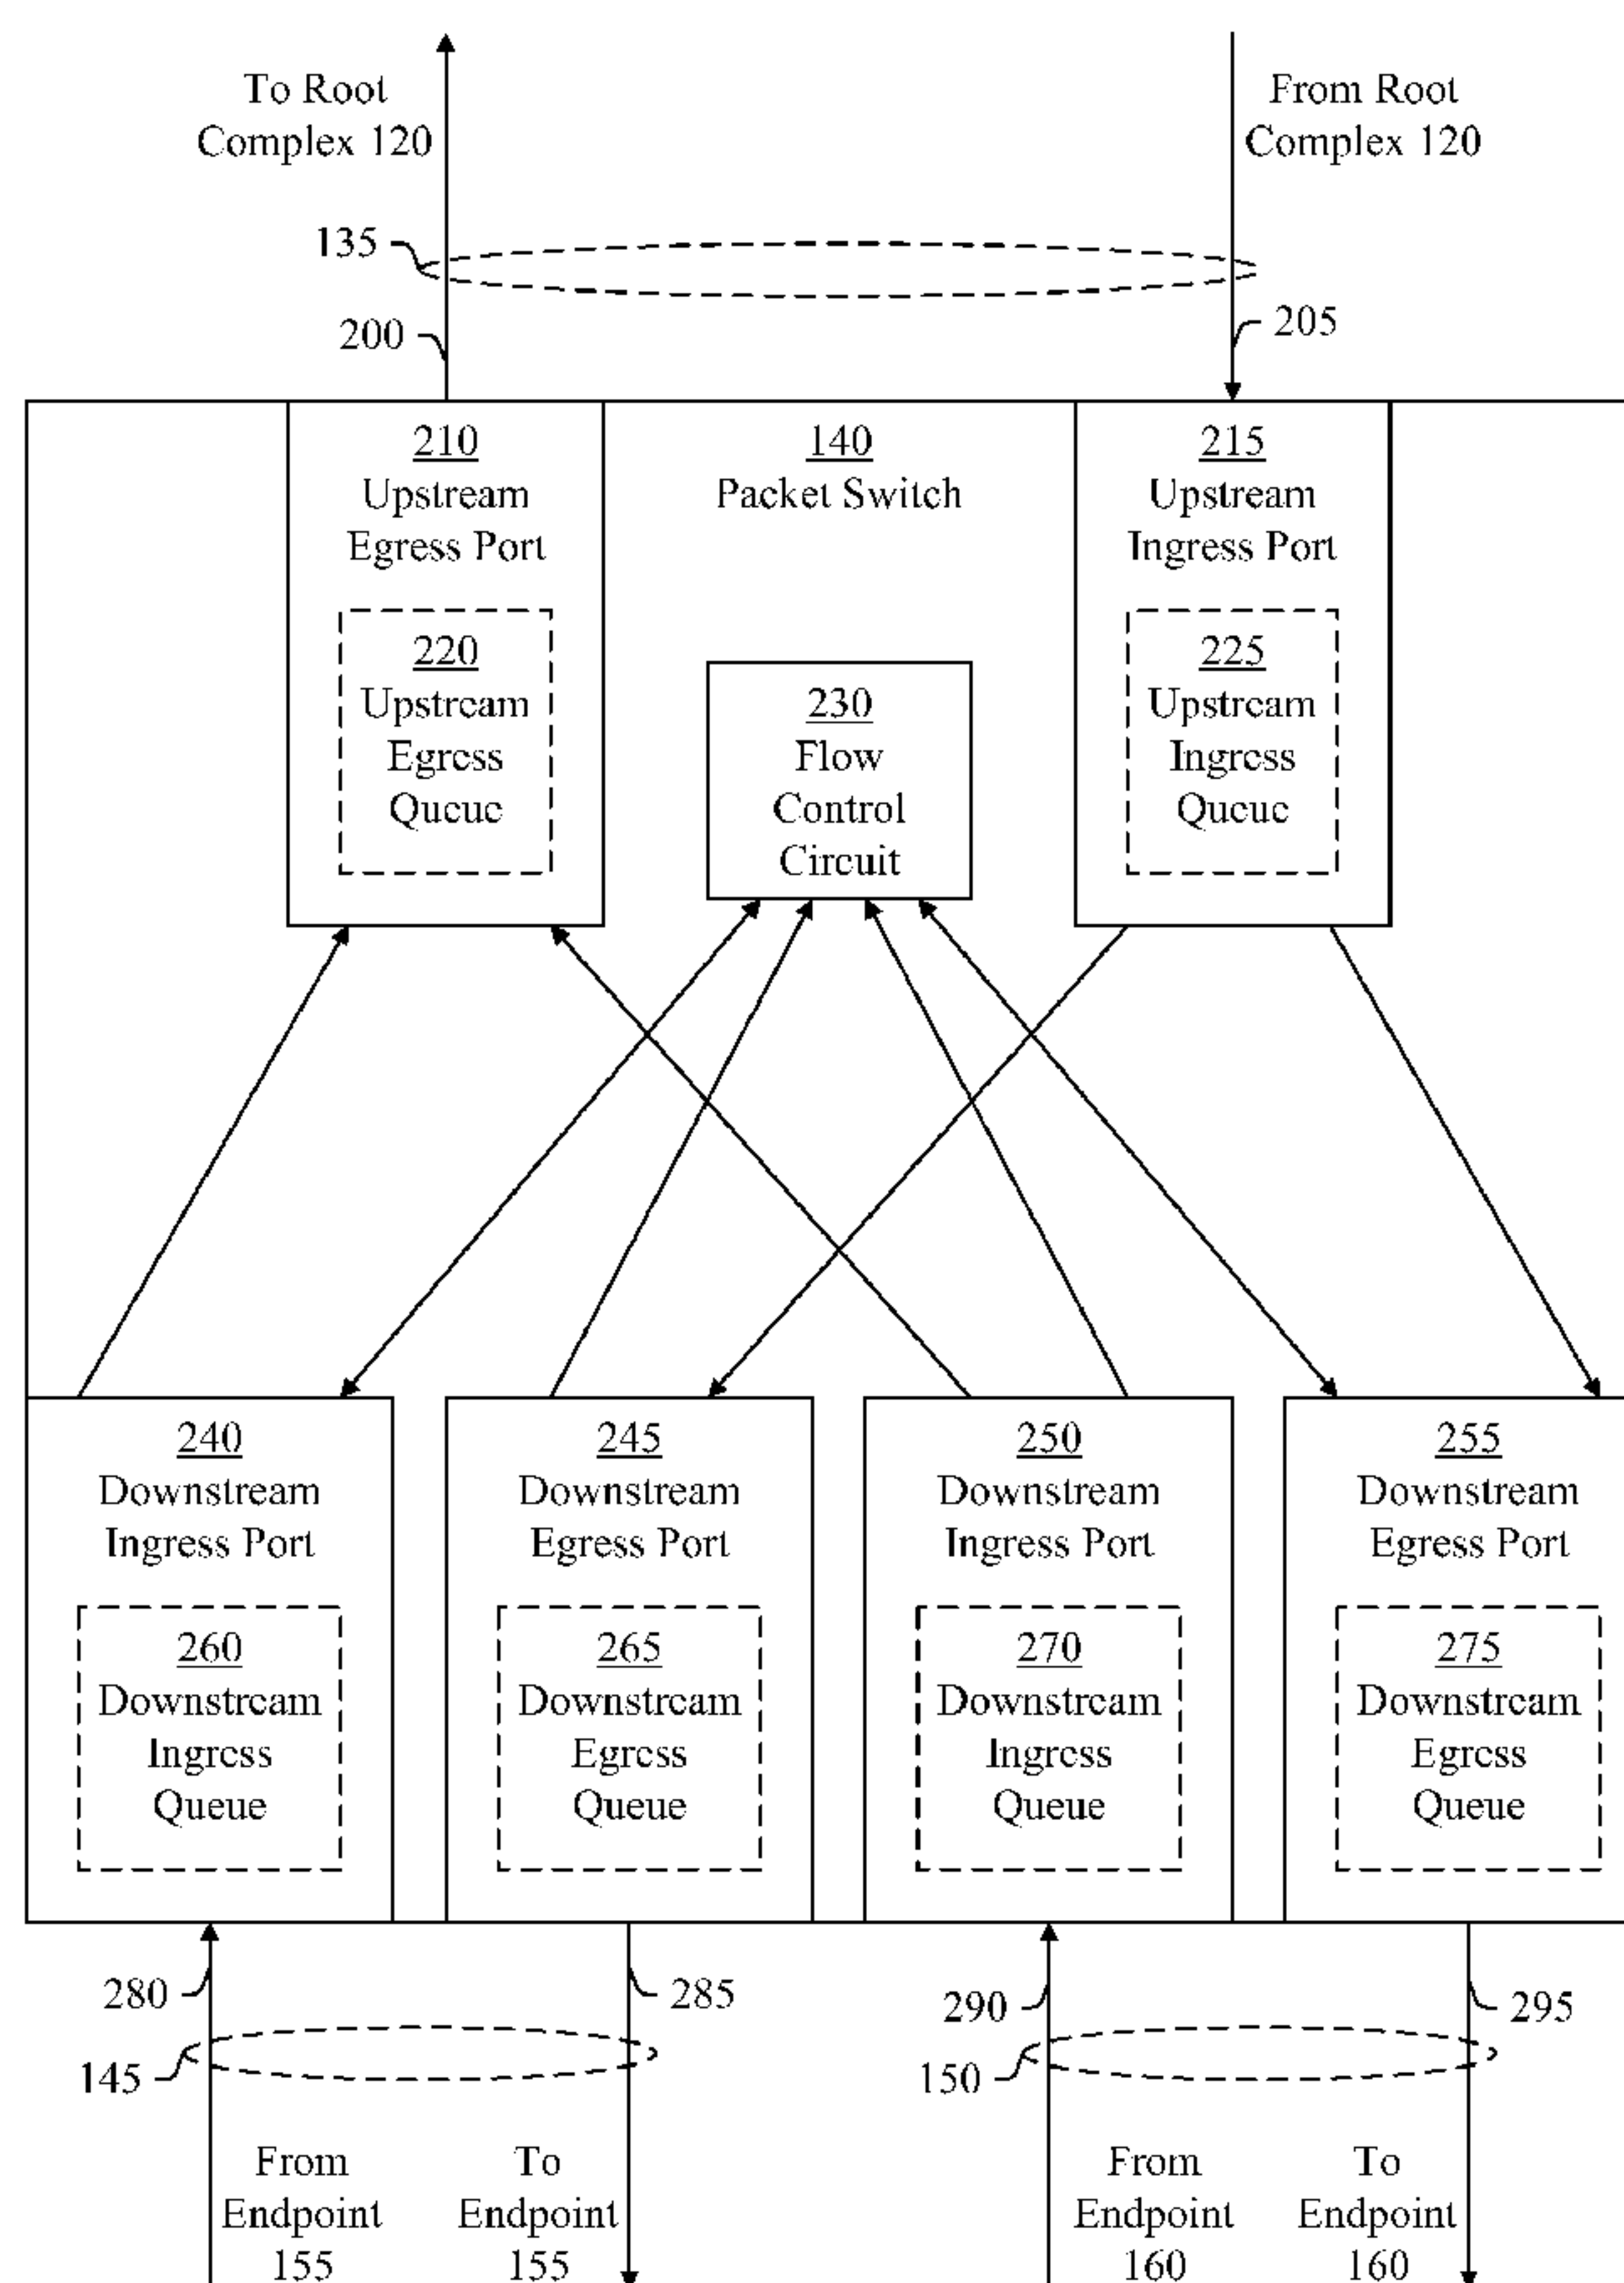 To Root
Complex 120
From Root
Complex 120
135
200
205
210
Upstream
Egress Port
140
Packet Switch
215
Upstream
Ingress Port
220
Upstream
Egress
Queue
230
Flow
Control
Circuit
225
Upstream
Ingress
Queue
240
Downstream
Ingress Port
245
Downstream
Egress Port
250
Downstream
Ingress Port
255
Downstream
Egress Port
260
Downstream
Ingress
Queue
265
Downstream
Egress
Queue
270
Downstream
Ingress
Queue
275
Downstream
Egress
Queue
280
285
290
295
145
150
From
Endpoint
155
To
Endpoint
155
From
Endpoint
160
To
Endpoint
160